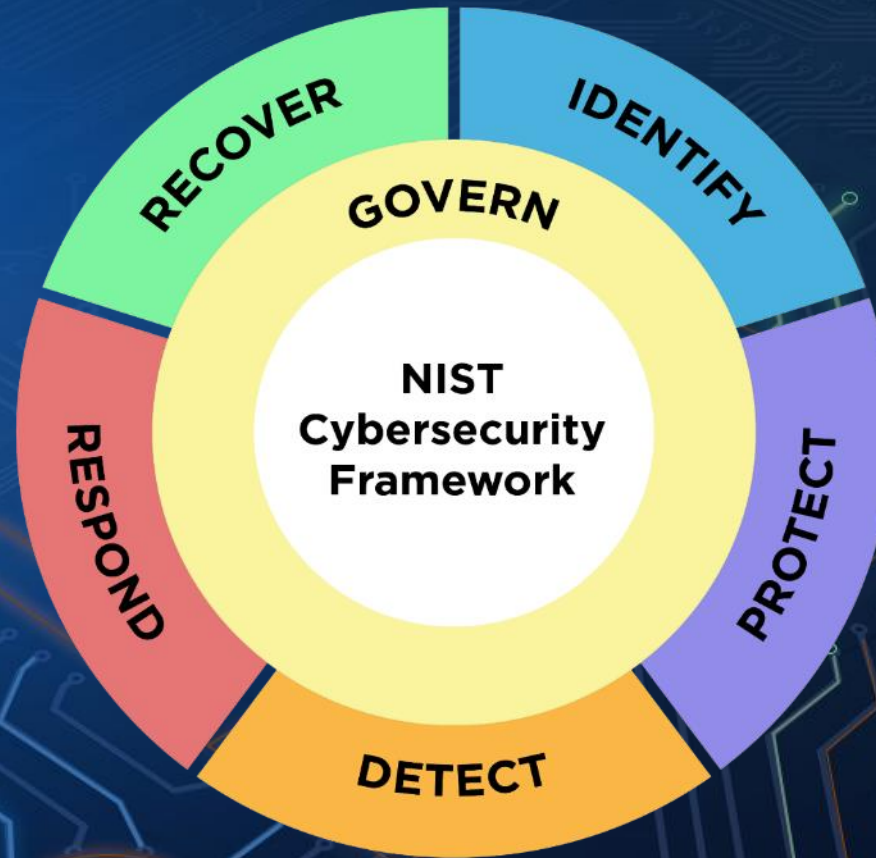 RECOVER
IDENTIFY
GOVERN
NIST
Cybersecurity
Framework
RESPOND
PROTECT
DETECT